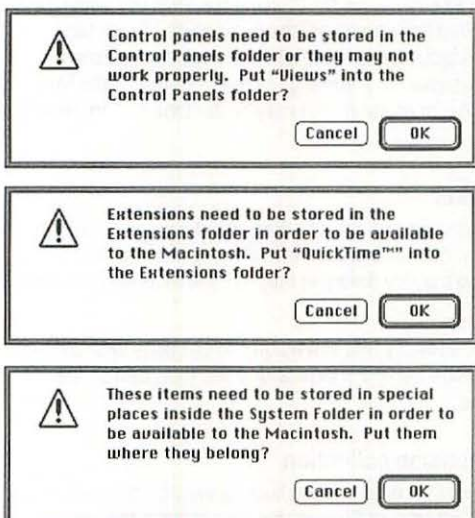 Control panels need to be stored in the
Control Panels folder or they may not
work properly.  Put “Views” into the
Control Panels folder?
Cancel OK
Extensions need to be stored in the
Extensions folder in order to be available
to the Macintosh.  Put “QuickTime™” into
the Extensions folder?
Cancel OK
These items need to be stored in special
places inside the System Folder in order to
be available to the Macintosh.  Put them
where they belong?
Cancel OK